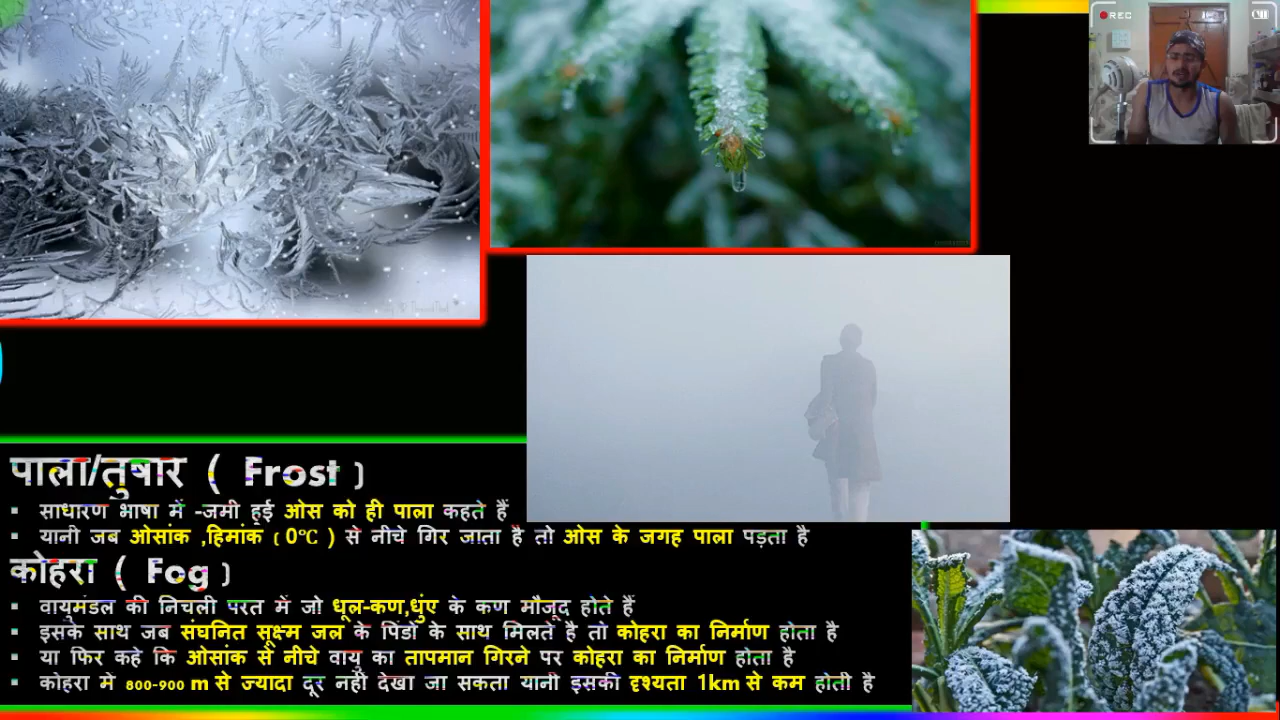 REC
पाला/तुषार ( Frost )
▪ साधारण भाषा में -जमी हुई ओस को ही पाला कहते हैं
▪ यानी जब ओसांक ,हिमांक ( 0°C ) से नीचे गिर जाता है तो ओस के जगह पाला पड़ता है
कोहरा ( Fog )
▪ वायुमंडल की निचली परत में जो धूल-कण,धुंए के कण मौजूद होते हैं
▪ इसके साथ जब संघनित सूक्ष्म जल के पिंडो के साथ मिलते है तो कोहरा का निर्माण होता है
▪ या फिर कहे कि ओसांक से नीचे वायु का तापमान गिरने पर कोहरा का निर्माण होता है
▪ कोहरा मे 800-900 m से ज्यादा दूर नही देखा जा सकता यानी इसकी दृश्यता 1km से कम होती है